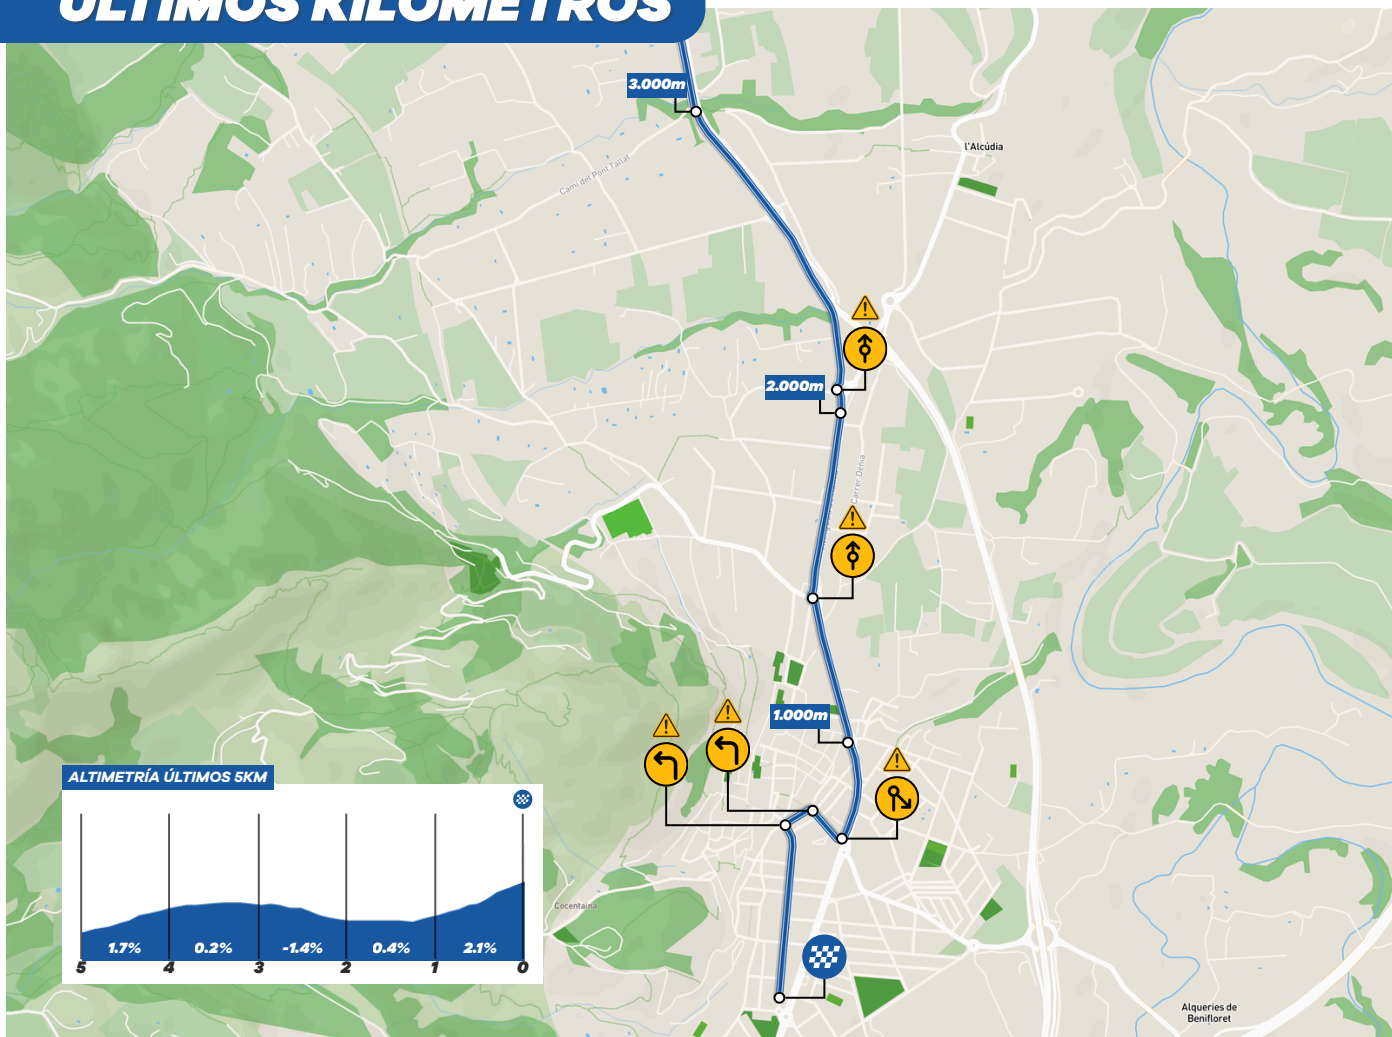 ÚLTIMOS KILÓMETROS
3.000m
l'Alcúdia
Camí del Pont Tallat
2.000m
Carrer Dénia
1.000m
ALTIMETRÍA ÚLTIMOS 5KM
1.7% 0.2% -1.4% 0.4% 2.1%
5 4 3 2 1 0
Cocentaina
Alqueries de
Benifloret